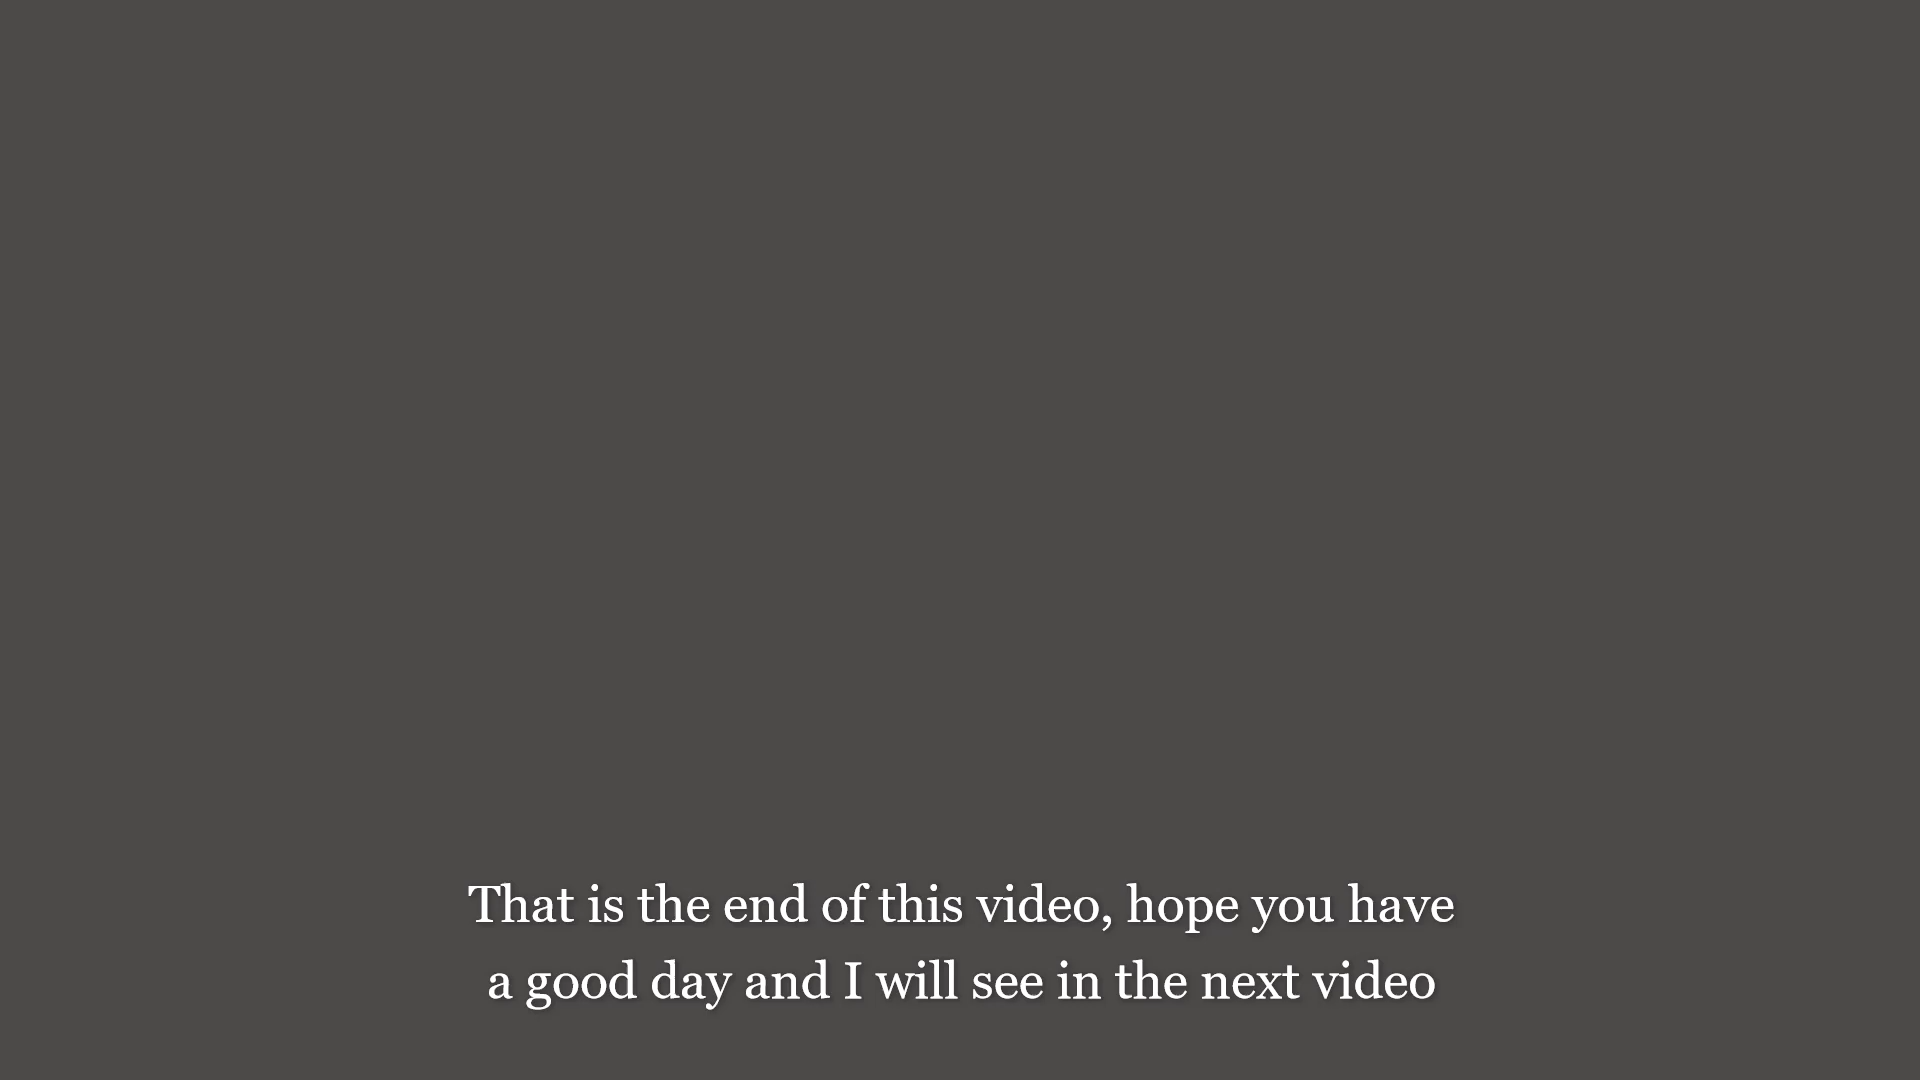 That is the end of this video, hope you have
a good day and I will see in the next video